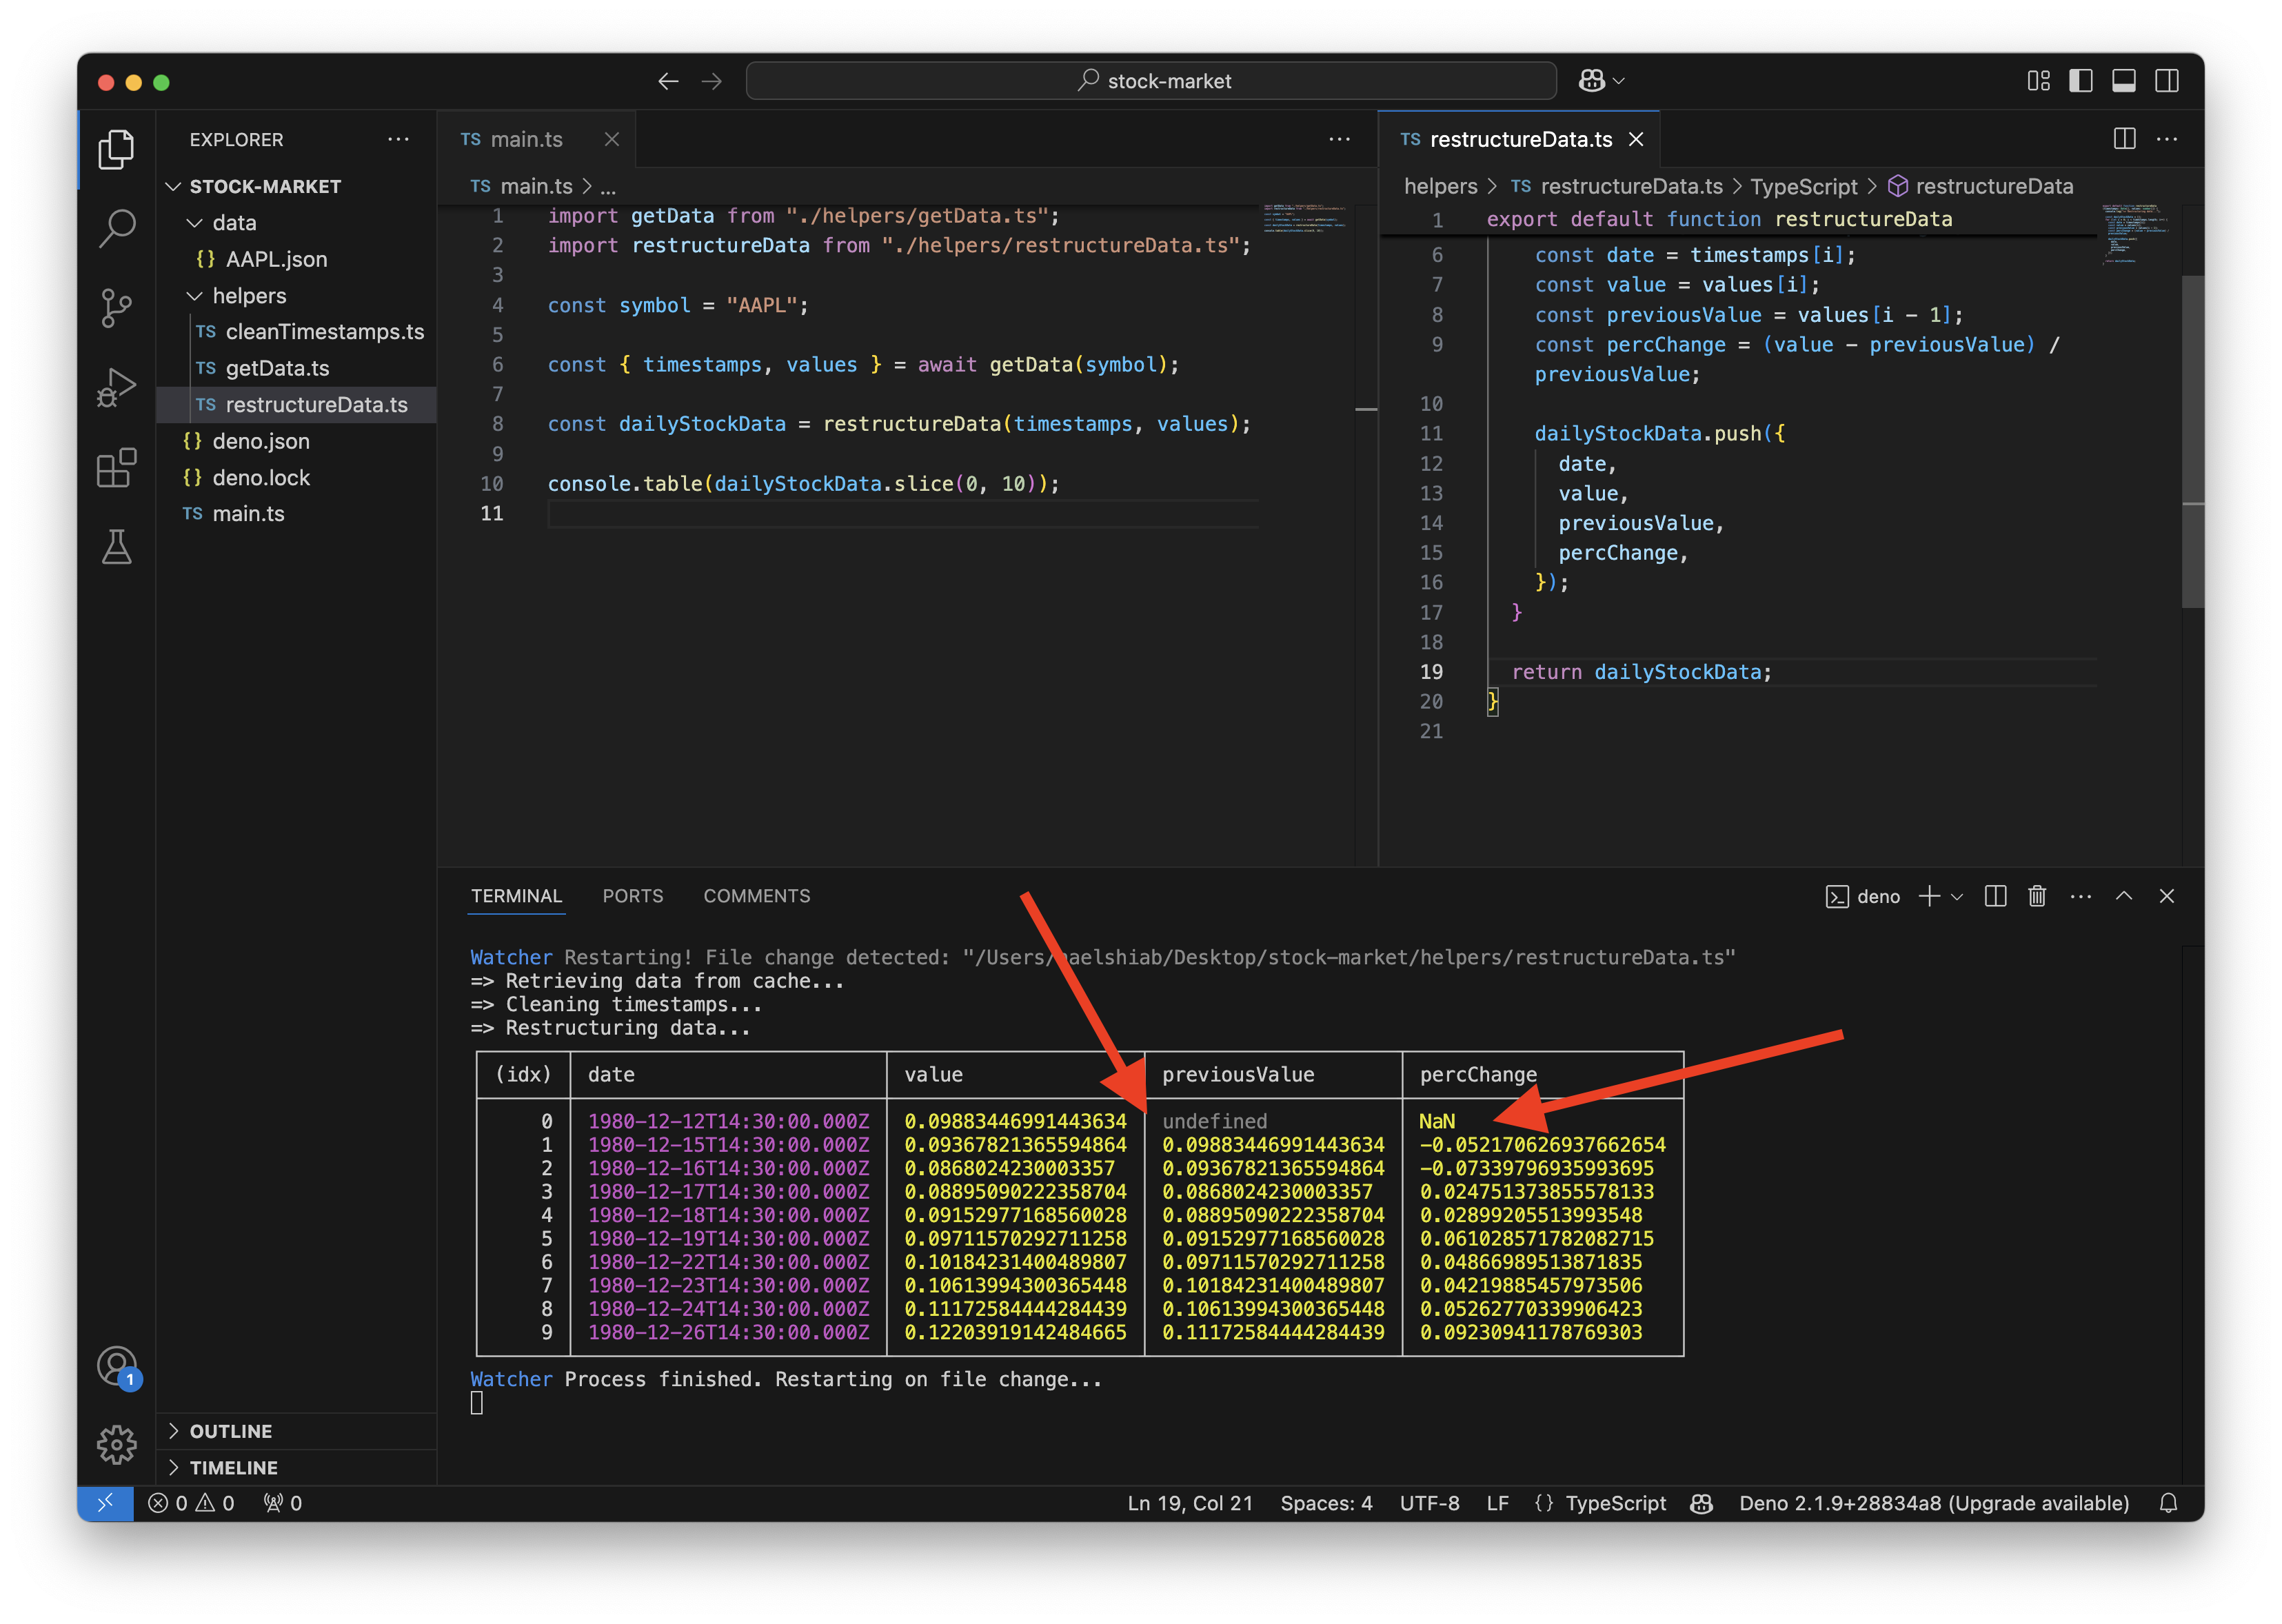 stock-market
EXPLORER
STOCK-MARKET
data
{} AAPL.json
helpers
TS cleanTimestamps.ts
TS getData.ts
TS restructureData.ts
{} deno.json
{} deno.lock
TS main.ts
OUTLINE
TIMELINE
TS main.ts
TS main.ts > ...
1 import getData from "./helpers/getData.ts";
2 import restructureData from "./helpers/restructureData.ts";
3
4 const symbol = "AAPL";
5
6 const { timestamps, values } = await getData(symbol);
7
8 const dailyStockData = restructureData(timestamps, values);
9
10 console.table(dailyStockData.slice(0, 10));
11
TS restructureData.ts
helpers > TS restructureData.ts > TypeScript > restructureData
1 export default function restructureData
6 const date = timestamps[i];
7 const value = values[i];
8 const previousValue = values[i - 1];
9 const percChange = (value - previousValue) /
previousValue;
10
11 dailyStockData.push({
12 date,
13 value,
14 previousValue,
15 percChange,
16 });
17 }
18
19 return dailyStockData;
20 }
21
TERMINAL PORTS COMMENTS
deno
Watcher Restarting! File change detected: "/Users/naelshiab/Desktop/stock-market/helpers/restructureData.ts"
=> Retrieving data from cache...
=> Cleaning timestamps...
=> Restructuring data...
(idx) date value previousValue percChange
0 1980-12-12T14:30:00.000Z 0.09883446991443634 undefined NaN
1 1980-12-15T14:30:00.000Z 0.09367821365594864 0.09883446991443634 -0.052170626937662654
2 1980-12-16T14:30:00.000Z 0.0868024230003357 0.09367821365594864 -0.07339796935993695
3 1980-12-17T14:30:00.000Z 0.08895090222358704 0.0868024230003357 0.024751373855578133
4 1980-12-18T14:30:00.000Z 0.09152977168560028 0.08895090222358704 0.02899205513993548
5 1980-12-19T14:30:00.000Z 0.09711570292711258 0.09152977168560028 0.061028571782082715
6 1980-12-22T14:30:00.000Z 0.10184231400489807 0.09711570292711258 0.04866989513871835
7 1980-12-23T14:30:00.000Z 0.10613994300365448 0.10184231400489807 0.04219885457973506
8 1980-12-24T14:30:00.000Z 0.11172584444284439 0.10613994300365448 0.05262770339906423
9 1980-12-26T14:30:00.000Z 0.12203919142484665 0.11172584444284439 0.09230941178769303
Watcher Process finished. Restarting on file change...
1
0 0 0
Ln 19, Col 21 Spaces: 4 UTF-8 LF {} TypeScript Deno 2.1.9+28834a8 (Upgrade available)